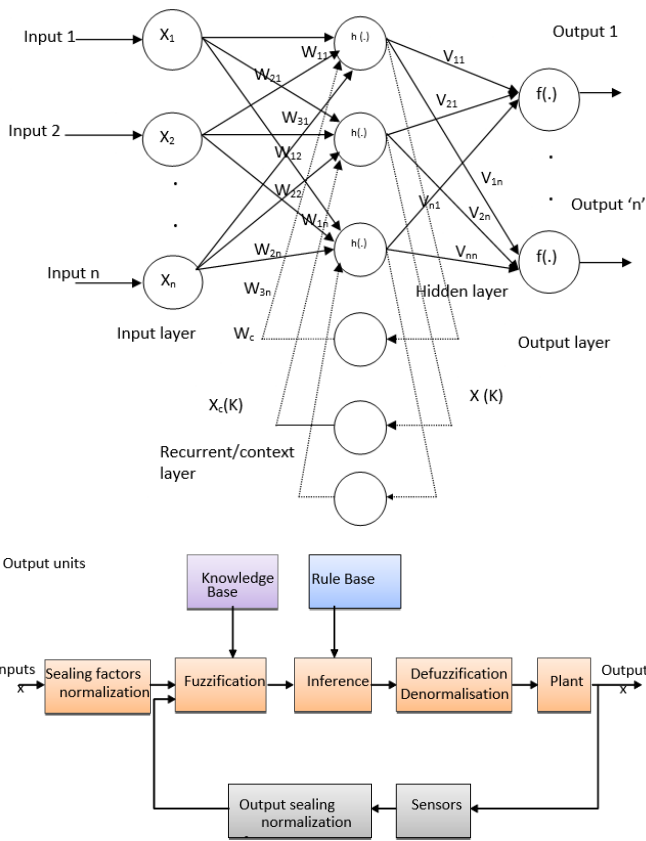 Input 1
X1
h (.)
Output 1
W11
V11
W21
f(.)
V21
Input 2
X2
W31
h(.)
W12
V1n
W22
Output 'n'
Vn1
V2n
W1n
h(.)
W2n
Vnn
f(.)
Input n
Xn
W3n
Hidden layer
Input layer
Wc
Output layer
Xc(K)
X (K)
Recurrent/context
layer
Output units
Knowledge
Base
Rule Base
nputs
x
Sealing factors
normalization
Fuzzification
Inference
Defuzzification
Denormalisation
Plant
Output
x
Output sealing
normalization
Sensors